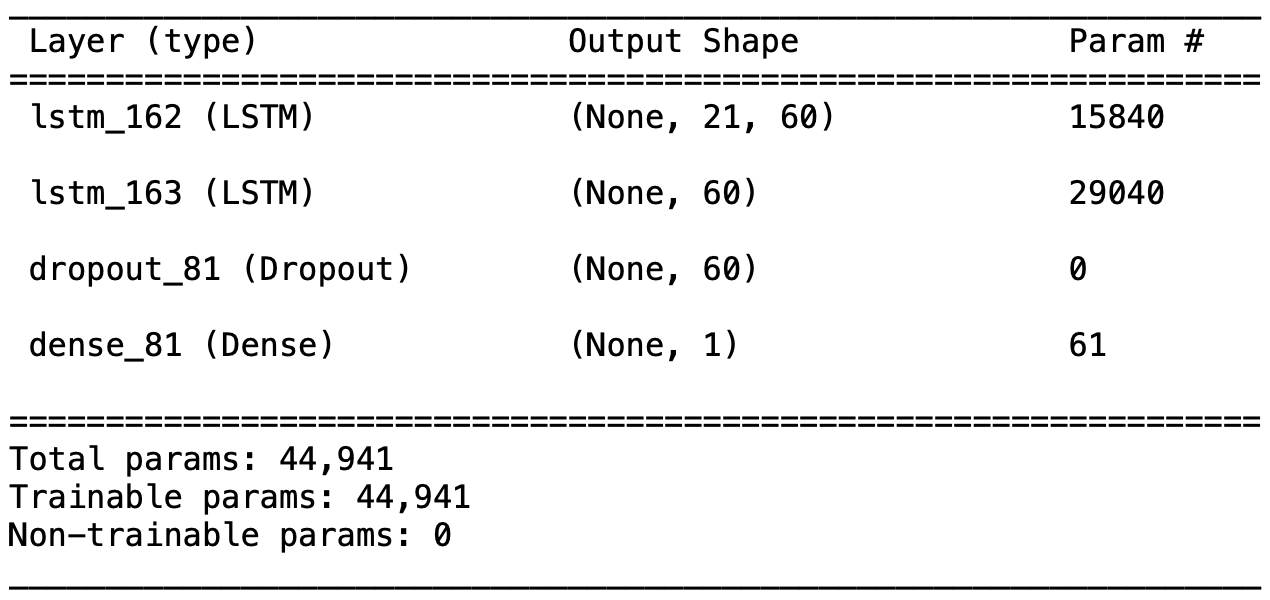 Layer (type) Output Shape Param #
=================================================================
lstm_162 (LSTM) (None, 21, 60) 15840
lstm_163 (LSTM) (None, 60) 29040
dropout_81 (Dropout) (None, 60) 0
dense_81 (Dense) (None, 1) 61
=================================================================
Total params: 44,941
Trainable params: 44,941
Non-trainable params: 0